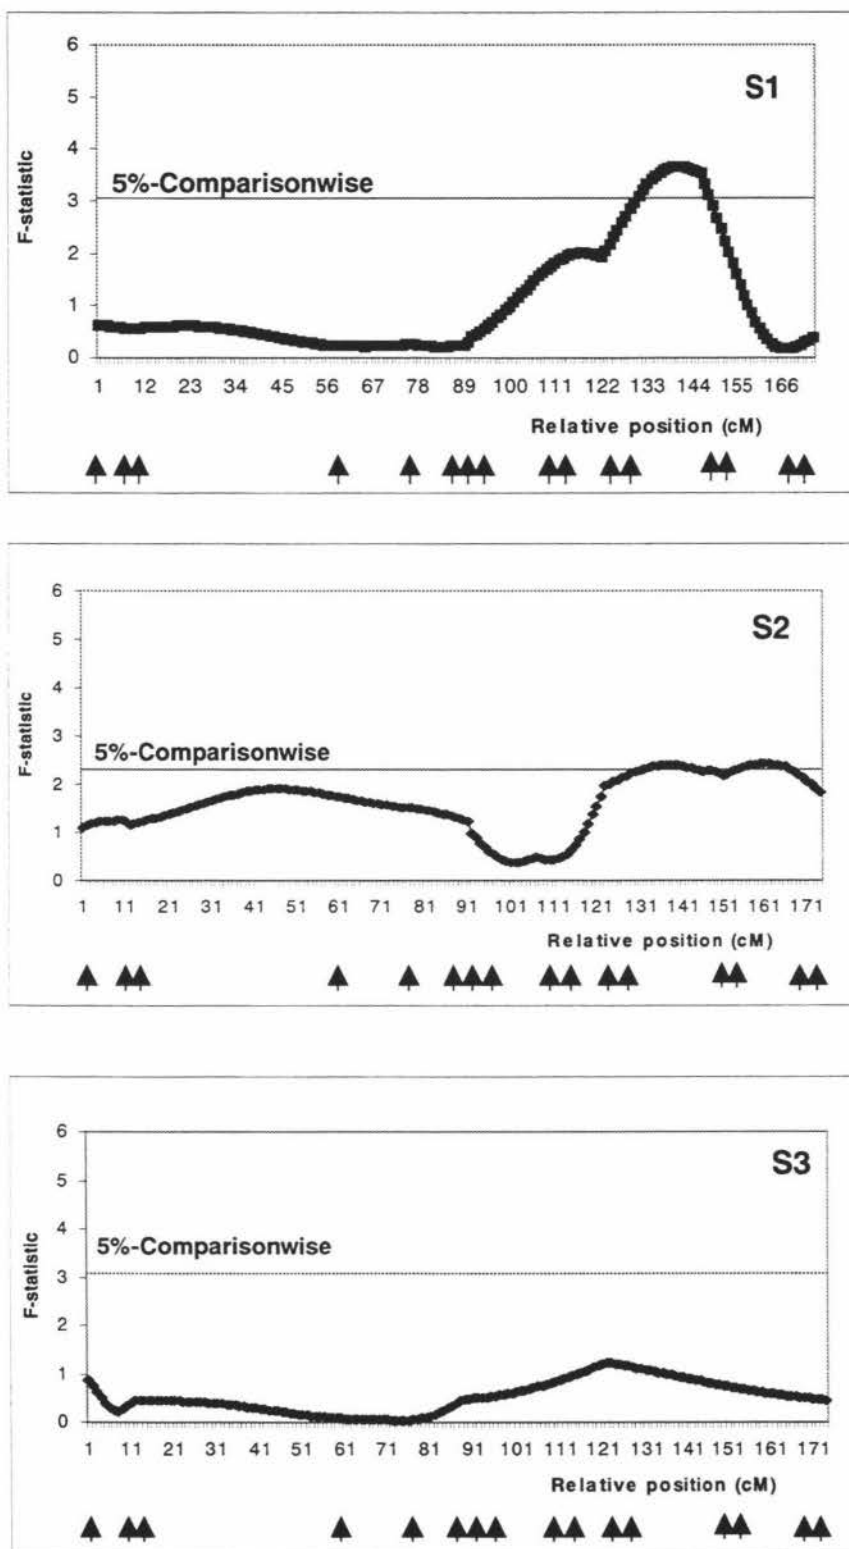 6
S1
5
4
5%-Comparisonwise
3
2
1
0
F-statistic
1 12 23 34 45 56 67 78 89 100 111 122 133 144 155 166
Relative position (cM)
6
S2
5
4
3
5%-Comparisonwise
2
1
0
F-statistic
1 11 21 31 41 51 61 71 81 91 101 111 121 131 141 151 161 171
Relative position (cM)
6
S3
5
4
5%-Comparisonwise
3
2
1
0
F-statistic
1 11 21 31 41 51 61 71 81 91 101 111 121 131 141 151 161 171
Relative position (cM)